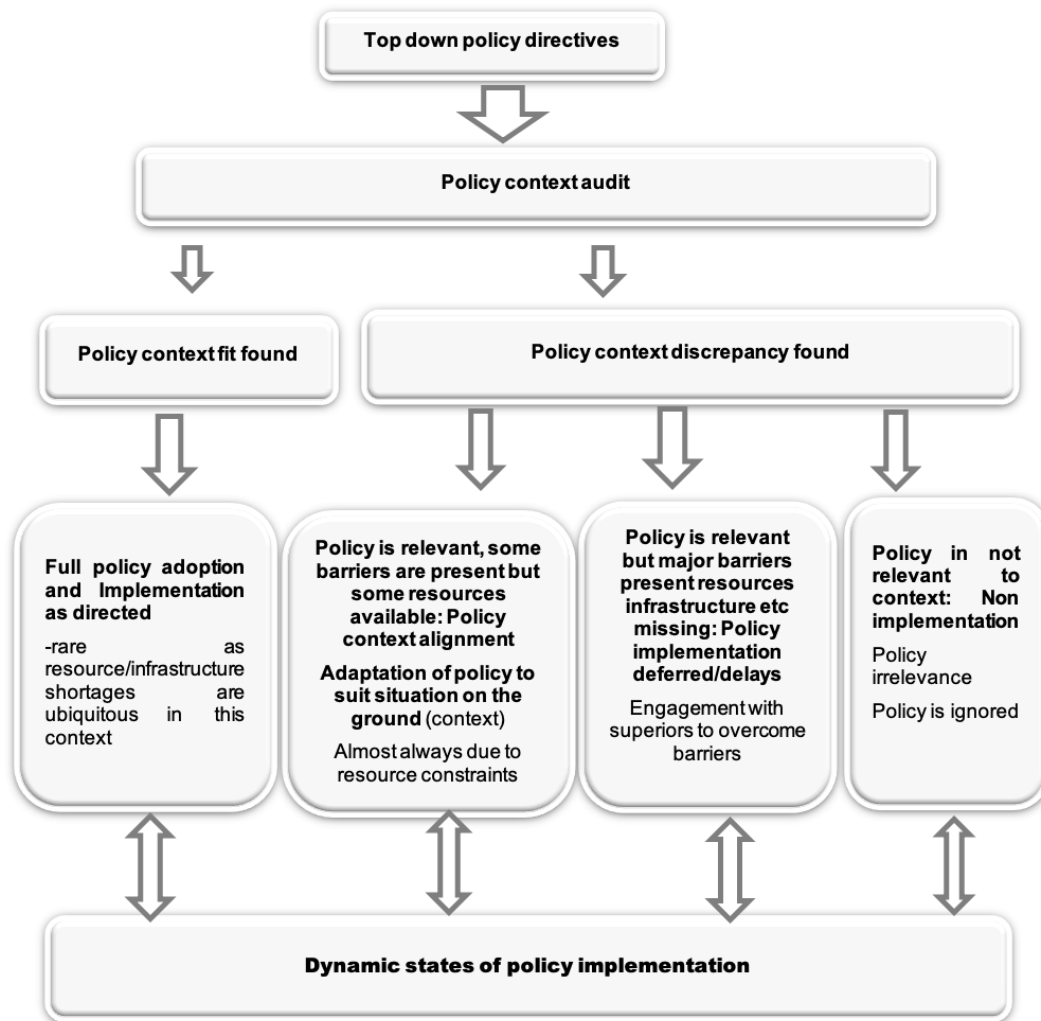 Top down policy directives
Policy context audit
Policy context fit found
Policy context discrepancy found
Full policy adoption
and Implementation
as directed
-rare as
resource/infrastructure
shortages are
ubiquitous in this
context
Policy is relevant, some
barriers are present but
some resources
available: Policy
context alignment
Adaptation of policy to
suit situation on the
ground (context)
Almost always due to
resource constraints
Policy is relevant
but major barriers
present resources
infrastructure etc
missing: Policy
implementation
deferred/delays
Engagement with
superiors to overcome
barriers
Policy in not
relevant to
context: Non
implementation
Policy
irrelevance
Policy is ignored
Dynamic states of policy implementation